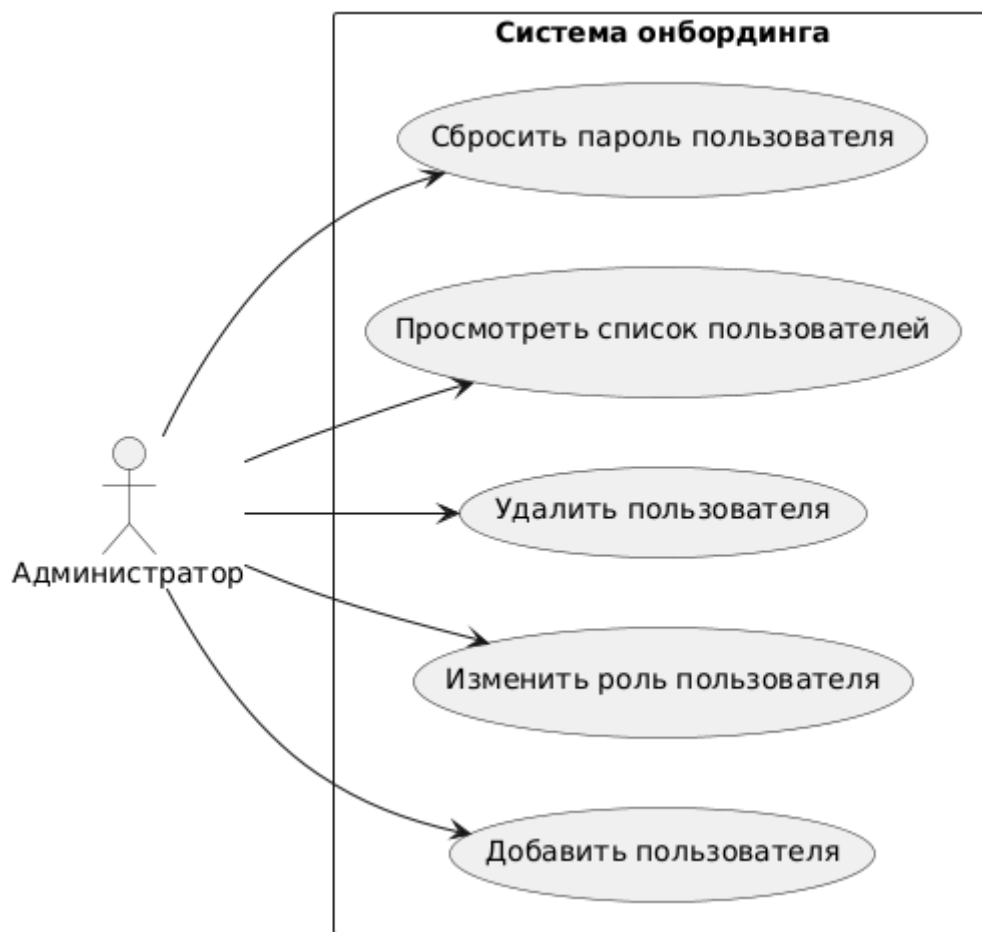 Система онбординга
Сбросить пароль пользователя
Просмотреть список пользователей
Удалить пользователя
Администратор
Изменить роль пользователя
Добавить пользователя